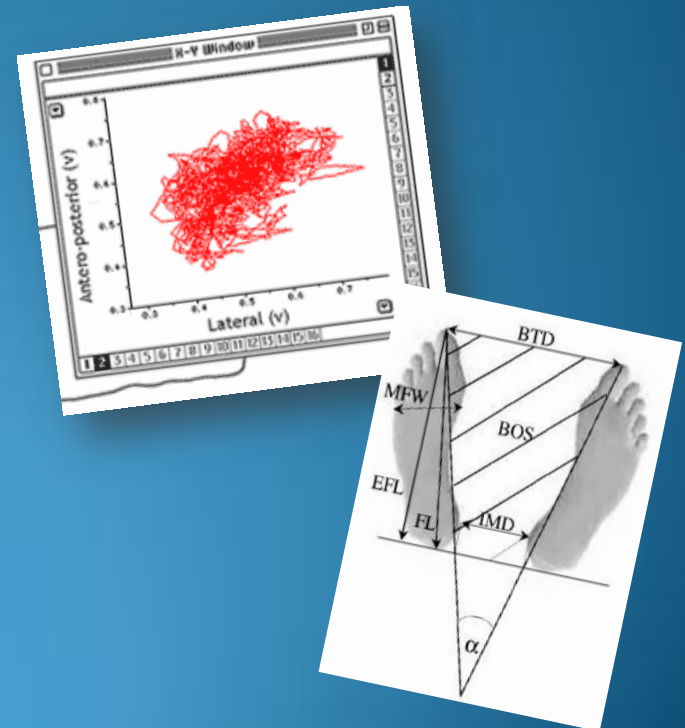 X-Y Window
Antero-posterior (v)
0.8
0.7
0.6
0.5
0.4
0.3
0.3 0.4 0.5 0.6 0.7
Lateral (v)
1
2
3
4
5
6
7
8
9
10
11
12
13
14
15
1 2 3 4 5 6 7 8 9 10 11 12 13 14 15 16
BTD
MFW
BOS
EFL
FL
IMD
α